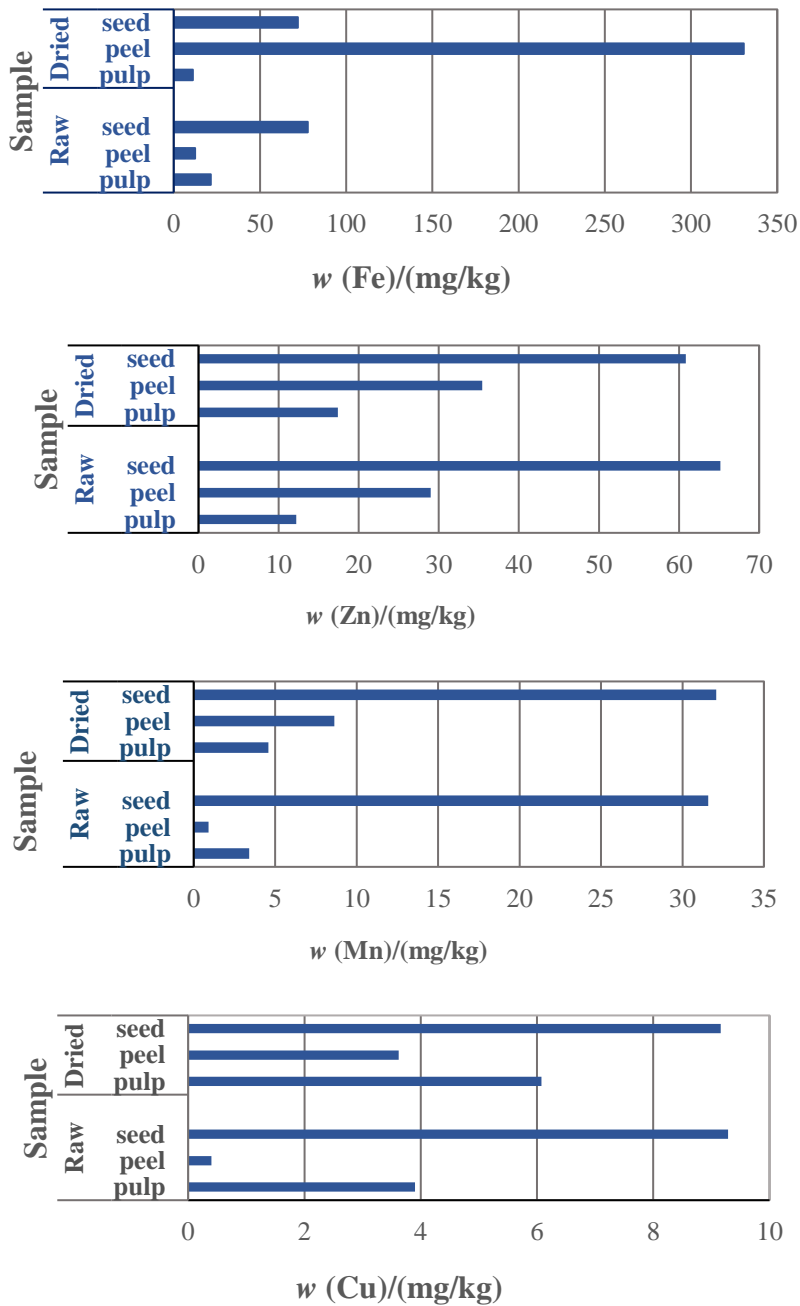 Sample
Dried
seed
peel
pulp
Raw
seed
peel
pulp
0 50 100 150 200 250 300 350
w (Fe)/(mg/kg)
Sample
Dried
seed
peel
pulp
Raw
seed
peel
pulp
0 10 20 30 40 50 60 70
w (Zn)/(mg/kg)
Sample
Dried
seed
peel
pulp
Raw
seed
peel
pulp
0 5 10 15 20 25 30 35
w (Mn)/(mg/kg)
Sample
Dried
seed
peel
pulp
Raw
seed
peel
pulp
0 2 4 6 8 10
w (Cu)/(mg/kg)